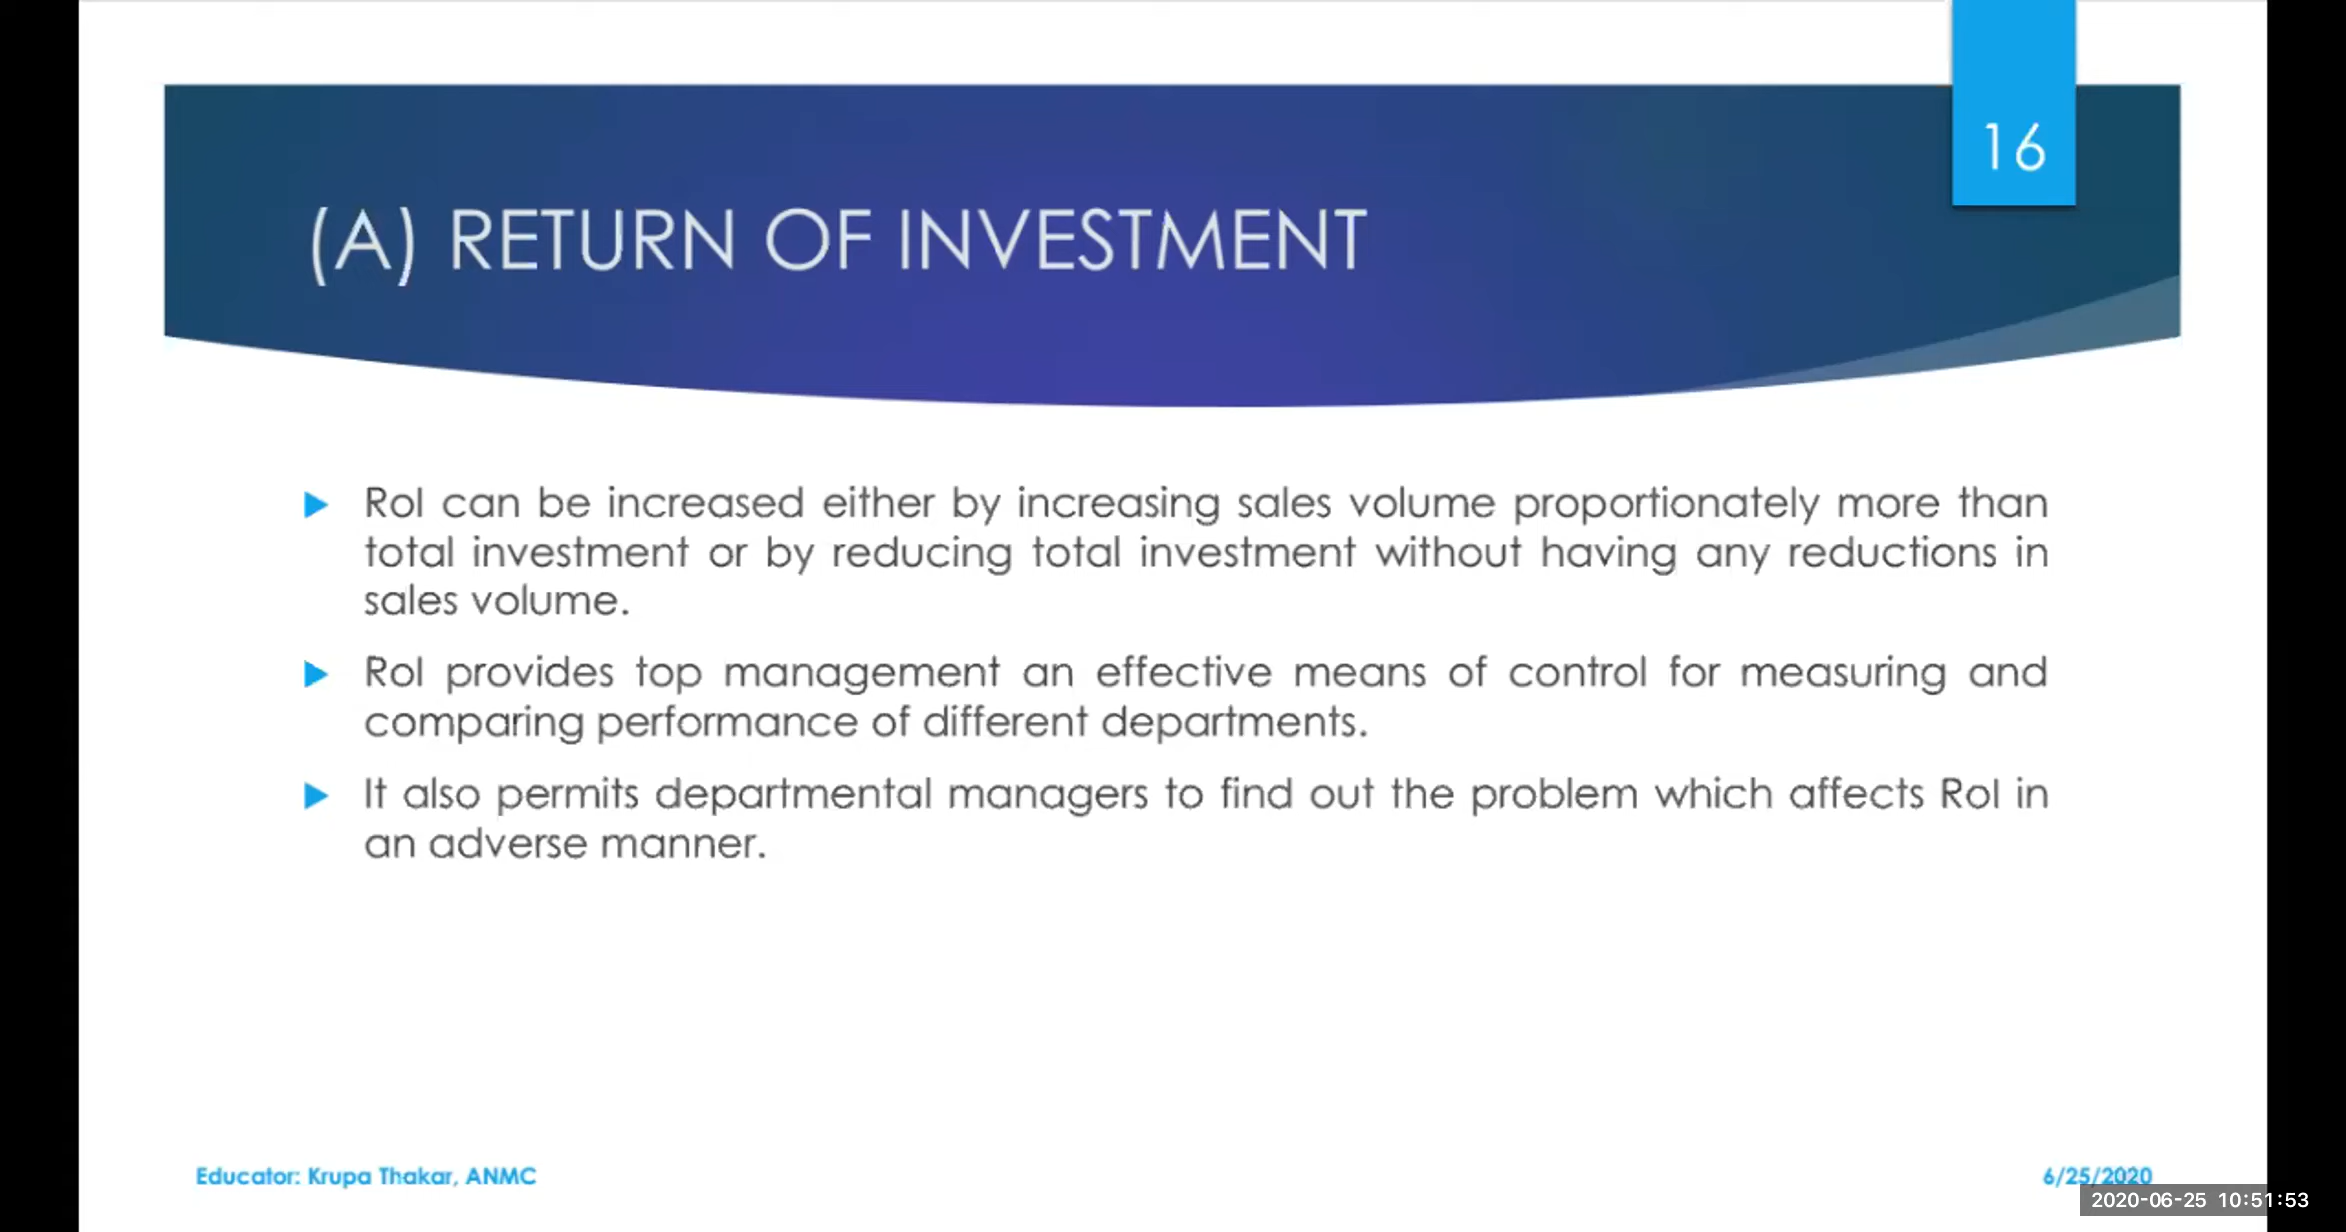 16
(A) RETURN OF INVESTMENT
RoI can be increased either by increasing sales volume proportionately more than
total investment or by reducing total investment without having any reductions in
sales volume.
RoI provides top management an effective means of control for measuring and
comparing performance of different departments.
It also permits departmental managers to find out the problem which affects RoI in
an adverse manner.
Educator: Krupa Thakar, ANMC
6/25/2020
2020-06-25 10:51:53